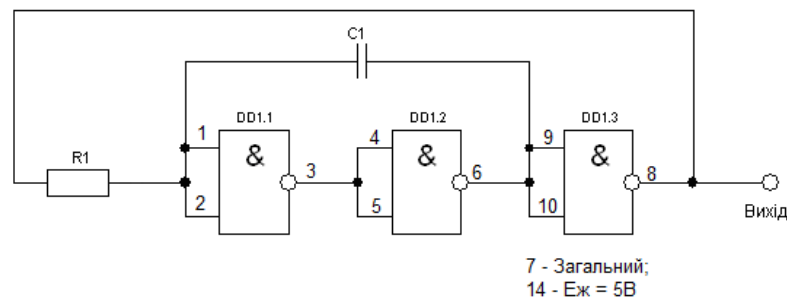 C1
DD1.1
DD1.2
DD1.3
1
&
4
&
9
&
R1
3
6
8
2
5
10
Вихід
7 - Загальний;
14 - Еж = 5В